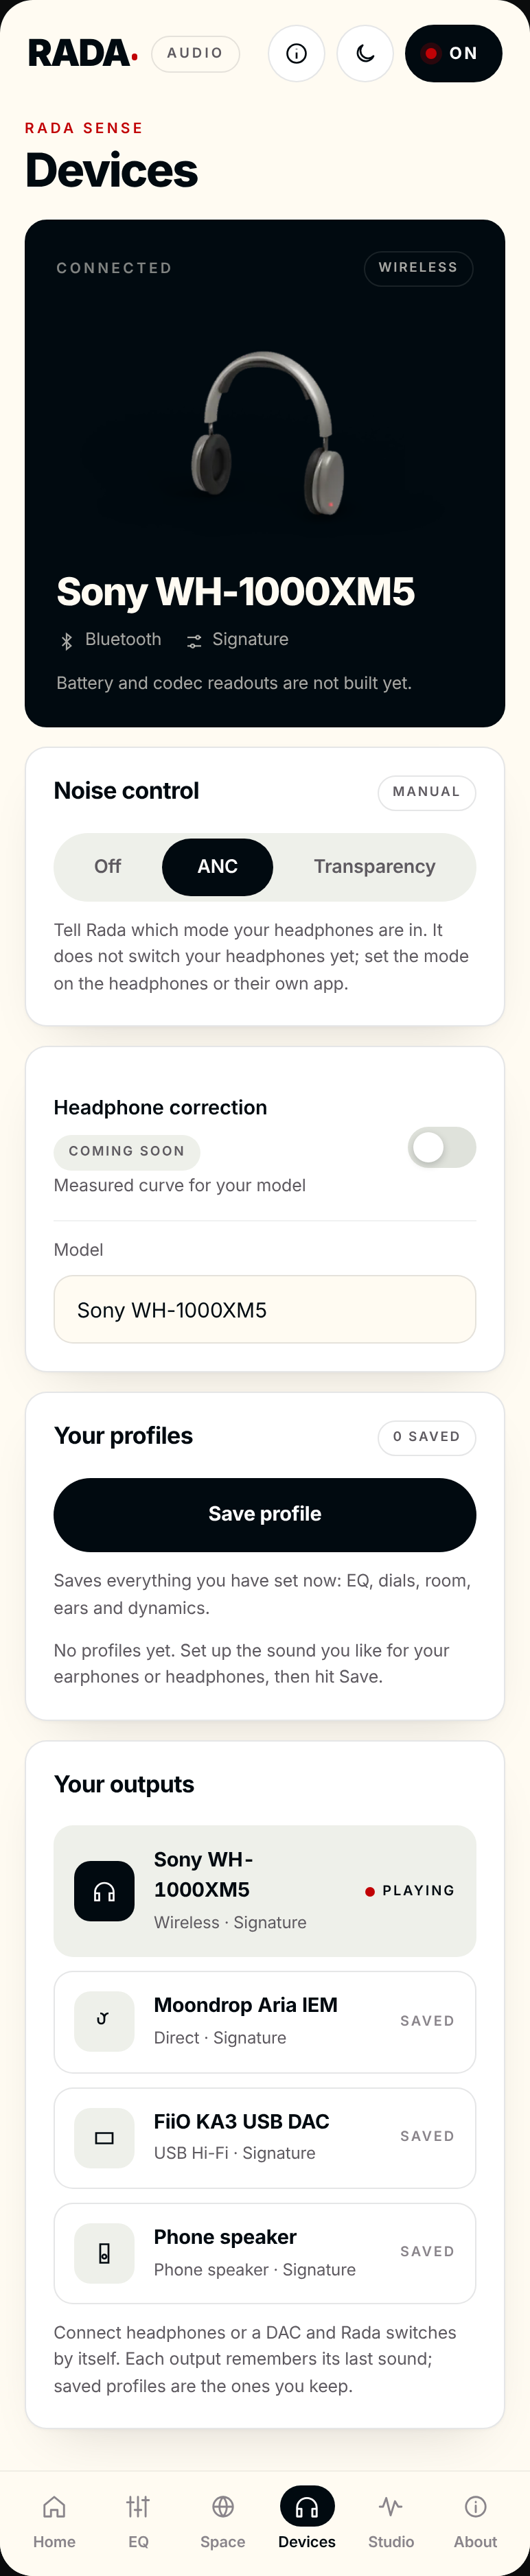 RADA.
AUDIO
ON
RADA SENSE
Devices
CONNECTED
WIRELESS
Sony WH-1000XM5
Bluetooth
Signature
Battery and codec readouts are not built yet.
Noise control
MANUAL
Off
ANC
Transparency
Tell Rada which mode your headphones are in. It
does not switch your headphones yet; set the mode
on the headphones or their own app.
Headphone correction
COMING SOON
Measured curve for your model
Model
Sony WH-1000XM5
Your profiles
0 SAVED
Save profile
Saves everything you have set now: EQ, dials, room,
ears and dynamics.
No profiles yet. Set up the sound you like for your
earphones or headphones, then hit Save.
Your outputs
Sony WH-
1000XM5
Wireless · Signature
PLAYING
Moondrop Aria IEM
Direct · Signature
SAVED
FiiO KA3 USB DAC
USB Hi-Fi · Signature
SAVED
Phone speaker
Phone speaker · Signature
SAVED
Connect headphones or a DAC and Rada switches
by itself. Each output remembers its last sound;
saved profiles are the ones you keep.
Home
EQ
Space
Devices
Studio
About